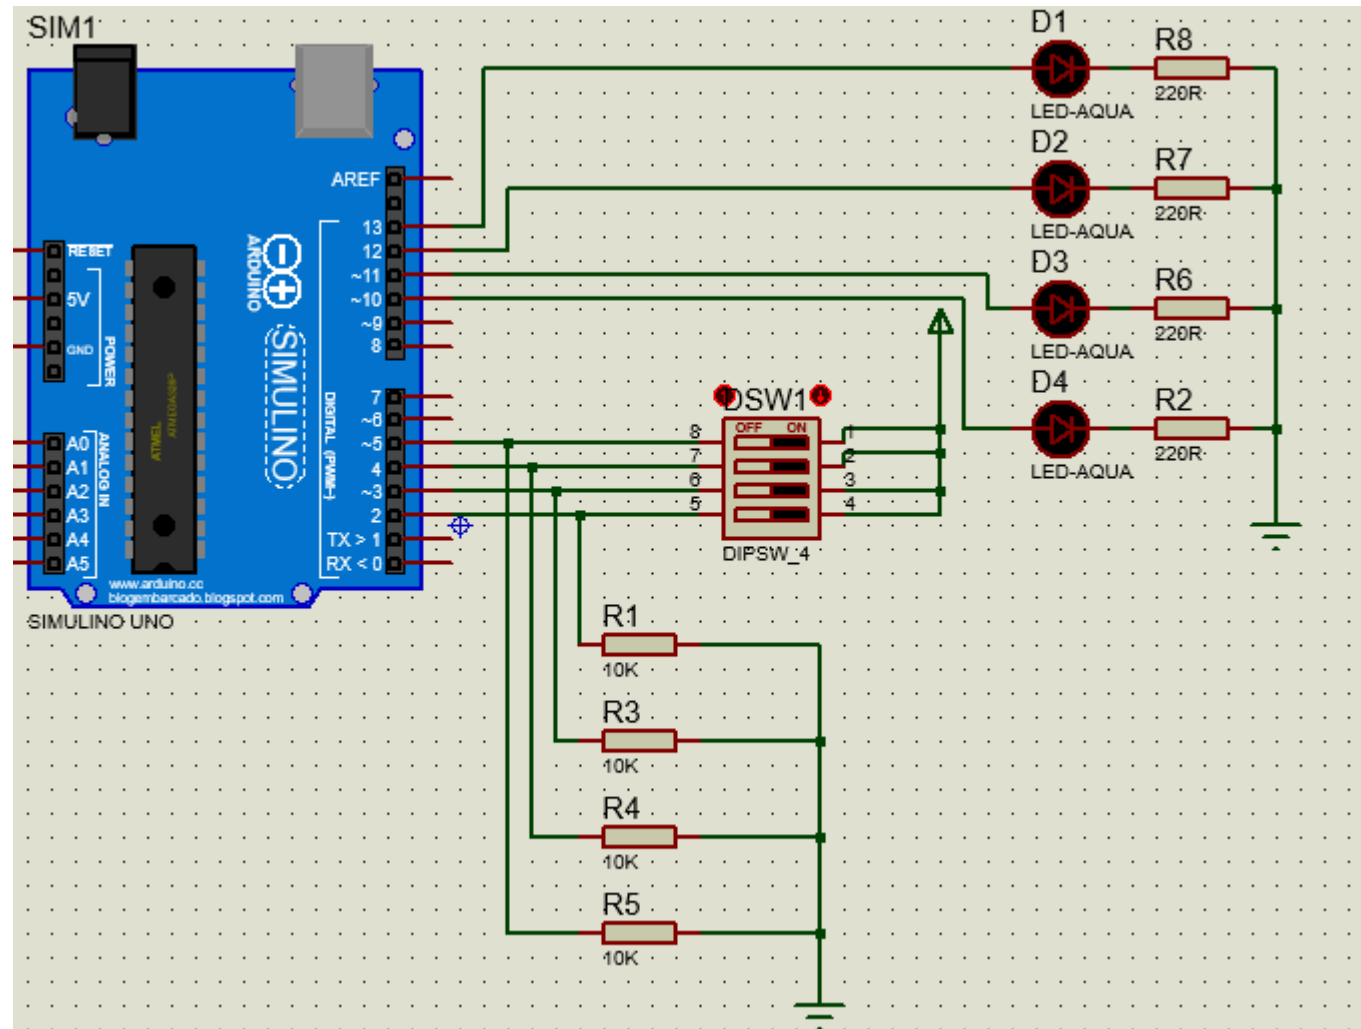 SIM1
AREF
13
12
~11
~10
~9
8
7
~6
~5
4
~3
2
TX > 1
RX < 0
RESET
5V
GND
POWER
A0
A1
A2
A3
A4
A5
ANALOG IN
ATMEL
ARDUINO
SIMULINO
DIGITAL (PWM~)
www.arduino.cc
blogembarcado.blogspot.com
SIMULINO UNO
DSW1
OFF ON
8
7
6
5
1
2
3
4
DIPSW_4
D1
LED-AQUA
R8
220R
D2
LED-AQUA
R7
220R
D3
LED-AQUA
R6
220R
D4
LED-AQUA
R2
220R
R1
10K
R3
10K
R4
10K
R5
10K